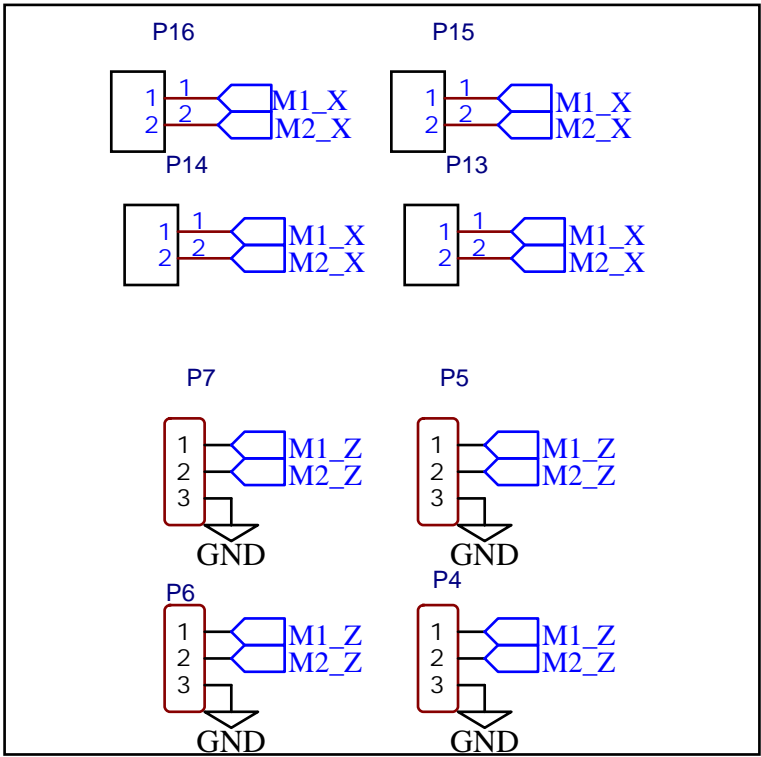 P16 P15
1 1 M1_X 1 1 M1_X
2 2 M2_X 2 2 M2_X
P14 P13
1 1 M1_X 1 1 M1_X
2 2 M2_X 2 2 M2_X
P7 P5
1 M1_Z 1 M1_Z
2 M2_Z 2 M2_Z
3 3
GND GND
P6 P4
1 M1_Z 1 M1_Z
2 M2_Z 2 M2_Z
3 3
GND GND